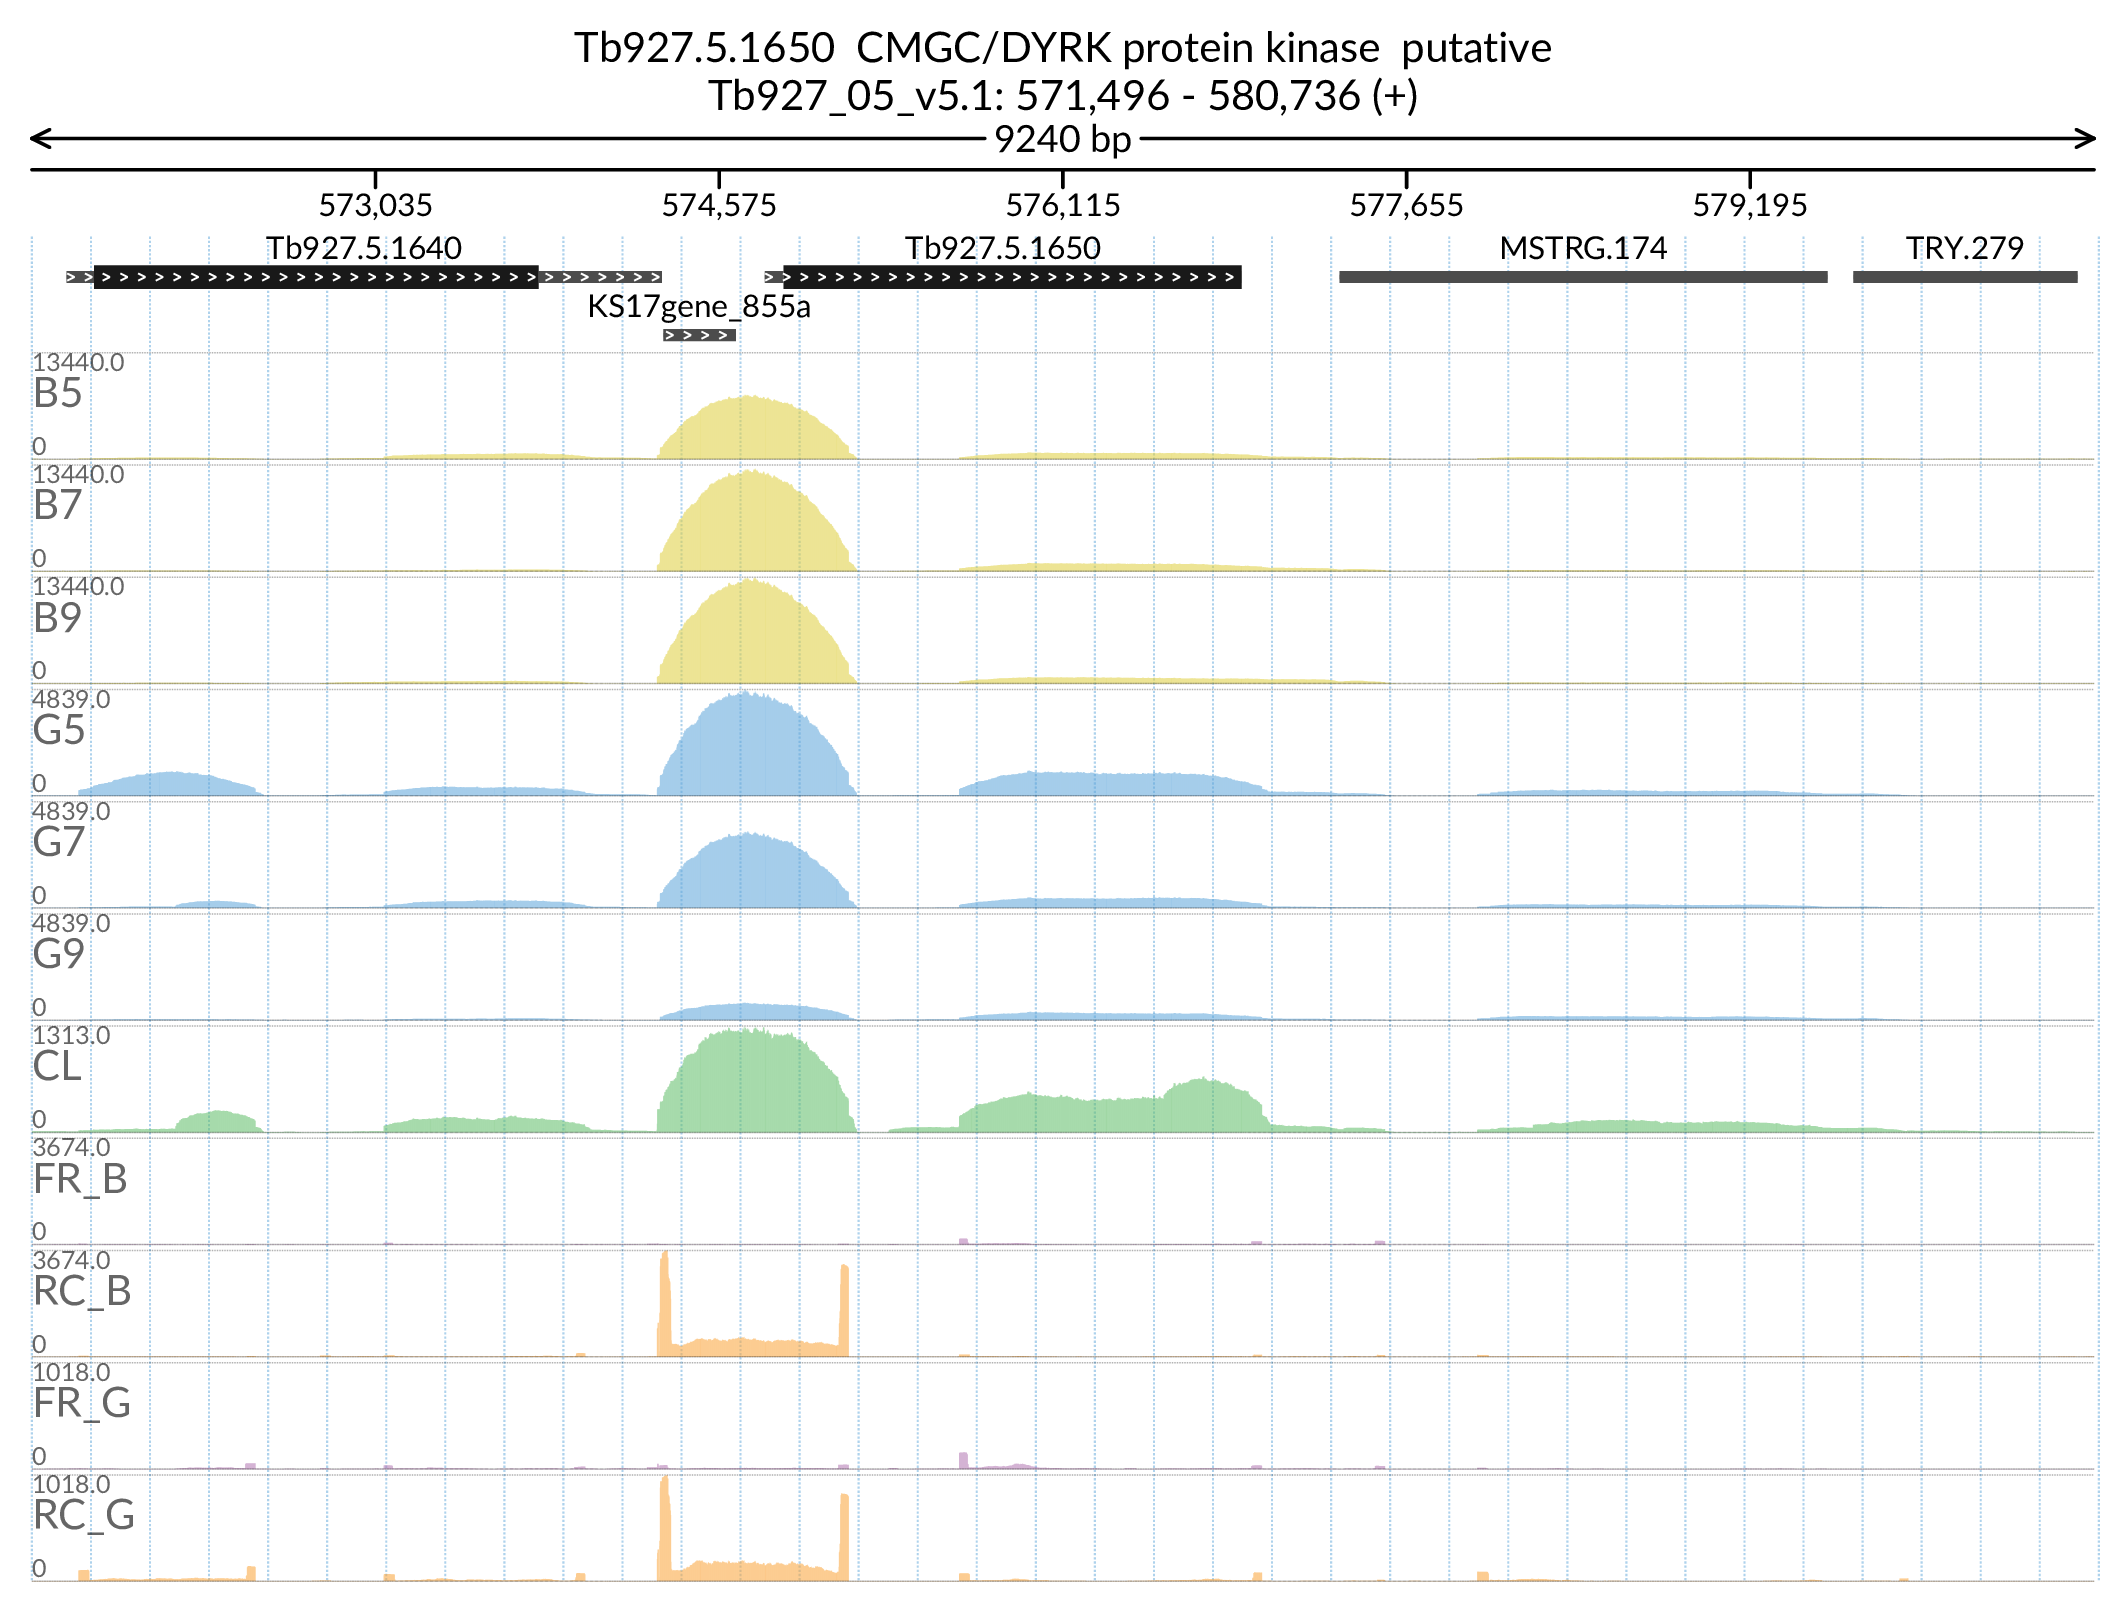 Tb927.5.1650  CMGC/DYRK protein kinase  putative
Tb927_05_v5.1: 571,496 - 580,736 (+)
9240 bp
573,035 574,575 576,115 577,655 579,195
Tb927.5.1640 Tb927.5.1650 MSTRG.174 TRY.279
KS17gene_855a
13440.0
B5
0
13440.0
B7
0
13440.0
B9
0
4839.0
G5
0
4839.0
G7
0
4839.0
G9
0
1313.0
CL
0
3674.0
FR_B
0
3674.0
RC_B
0
1018.0
FR_G
0
1018.0
RC_G
0